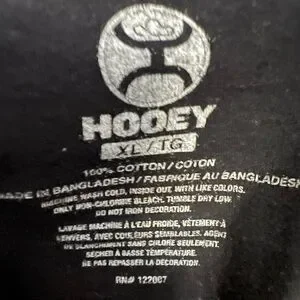 HOOEY
XL / TG
100% COTTON / COTON
MADE IN BANGLADESH / FABRIQUE AU BANGLADESH
MACHINE WASH COLD, INSIDE OUT, WITH LIKE COLORS.
ONLY NON-CHLORINE BLEACH. TUMBLE DRY LOW.
DO NOT IRON DECORATION.
LAVAGE MACHINE À L'EAU FROIDE, VÊTEMENT À
L'ENVERS, AVEC COULEURS SEMBLABLES. AGENT
DE BLANCHIMENT SANS CHLORE SEULEMENT.
SÉCHER À BASSE TEMPÉRATURE.
NE PAS REPASSER LA DÉCORATION.
RN# 122067